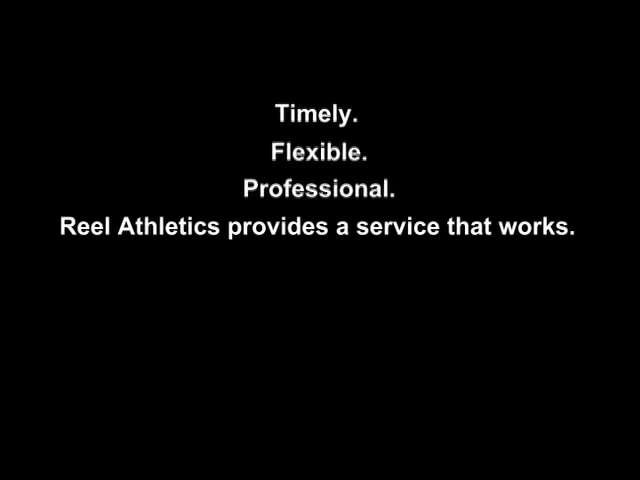 Timely.
Flexible.
Professional.
Reel Athletics provides a service that works.